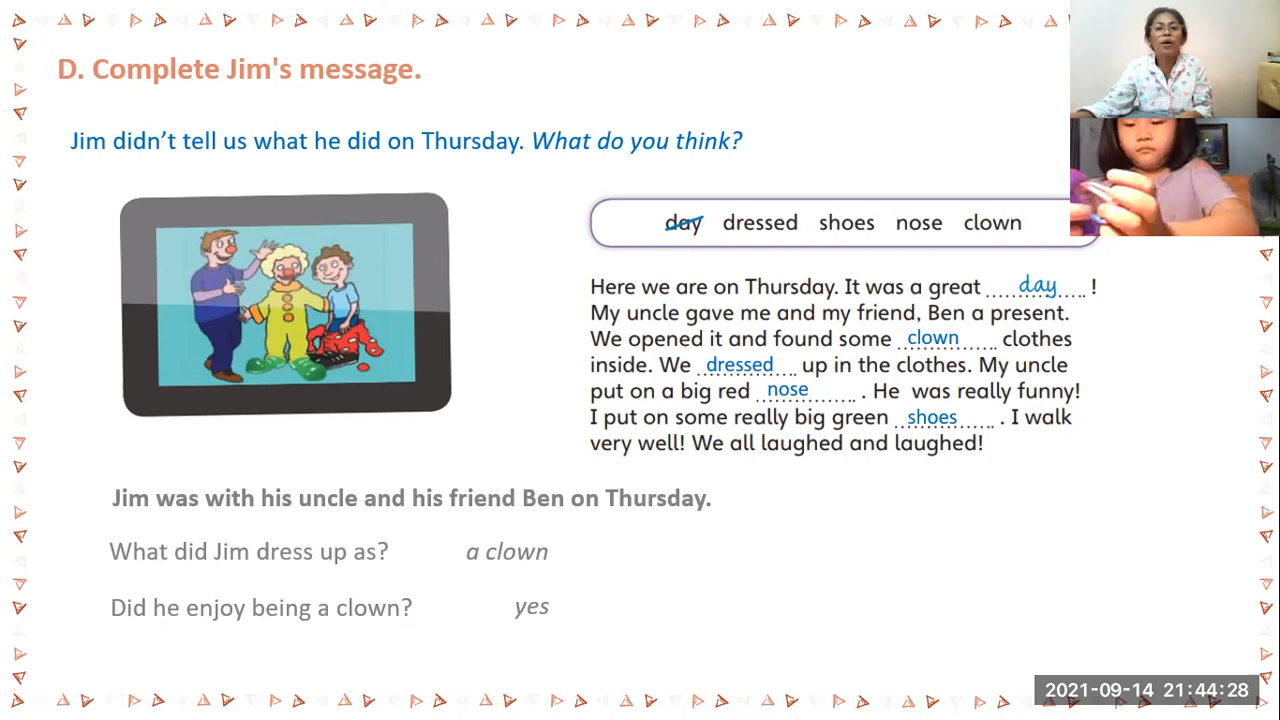 D. Complete Jim's message.
Jim didn't tell us what he did on Thursday. What do you think?
day dressed shoes nose clown
Here we are on Thursday. It was a great day !
My uncle gave me and my friend, Ben a present.
We opened it and found some clown clothes
inside. We dressed up in the clothes. My uncle
put on a big red nose . He was really funny!
I put on some really big green shoes . I walk
very well! We all laughed and laughed!
Jim was with his uncle and his friend Ben on Thursday.
What did Jim dress up as? a clown
Did he enjoy being a clown? yes
2021-09-14 21:44:28